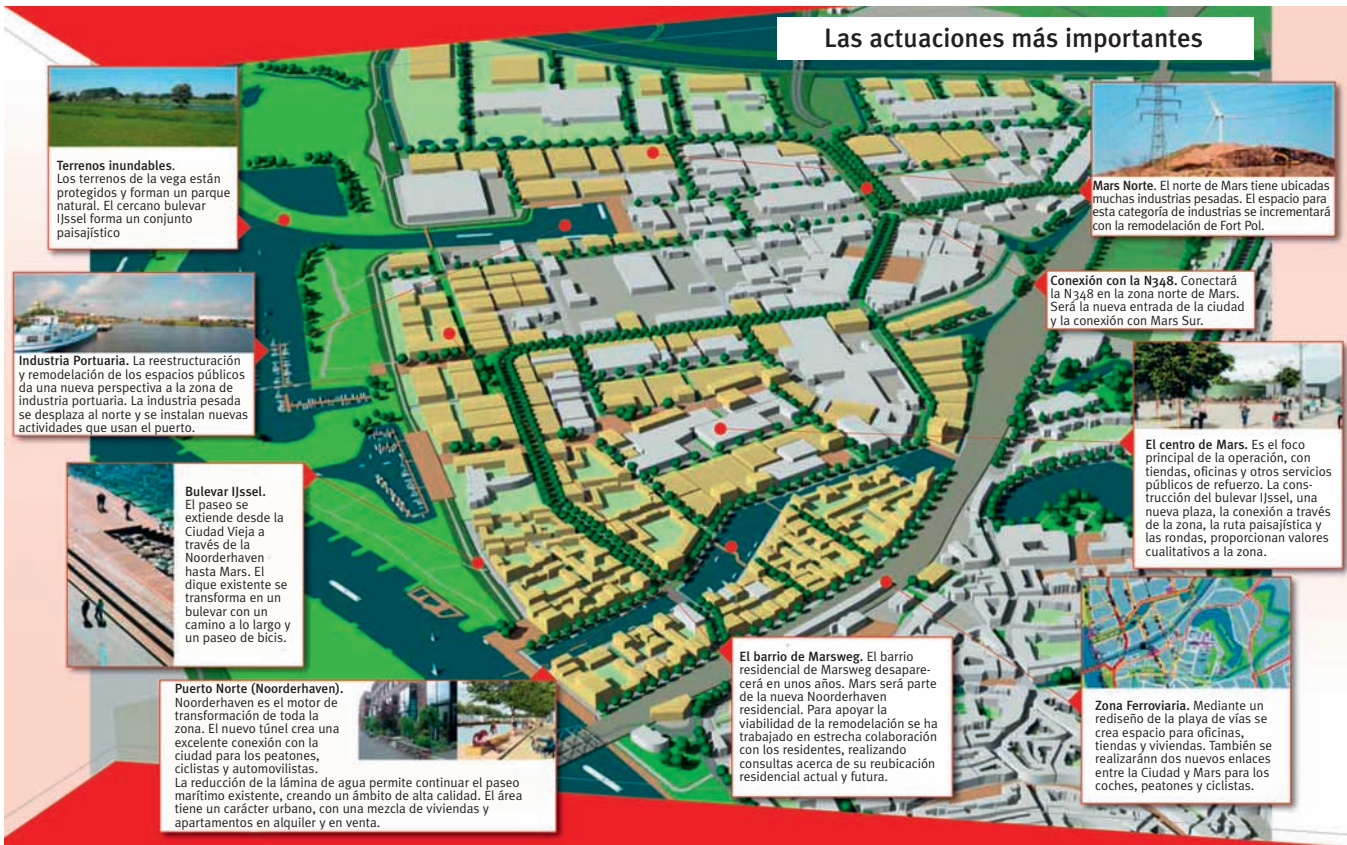 Las actuaciones más importantes
Terrenos inundables.
Los terrenos de la vega están
protegidos y forman un parque
natural. El cercano bulevar
IJssel forma un conjunto
paisajístico
Industria Portuaria. La reestructuración
y remodelación de los espacios públicos
da una nueva perspectiva a la zona de
industria portuaria. La industria pesada
se desplaza al norte y se instalan nuevas
actividades que usan el puerto.
Bulevar IJssel.
El paseo se
extiende desde la
Ciudad Vieja a
través de la
Noorderhaven
hasta Mars. El
dique existente se
transforma en un
bulevar con un
camino a lo largo y
un paseo de bicis.
Puerto Norte (Noorderhaven).
Noorderhaven es el motor de
transformación de toda la
zona. El nuevo túnel crea una
excelente conexión con la
ciudad para los peatones,
ciclistas y automovilistas.
La reducción de la lámina de agua permite continuar el paseo
marítimo existente, creando un ámbito de alta calidad. El área
tiene un carácter urbano, con una mezcla de viviendas y
apartamentos en alquiler y en venta.
El barrio de Marsweg. El barrio
residencial de Marsweg desapare-
cerá en unos años. Mars será parte
de la nueva Noorderhaven
residencial. Para apoyar la
viabilidad de la remodelación se ha
trabajado en estrecha colaboración
con los residentes, realizando
consultas acerca de su reubicación
residencial actual y futura.
Mars Norte. El norte de Mars tiene ubicadas
muchas industrias pesadas. El espacio para
esta categoría de industrias se incrementará
con la remodelación de Fort Pol.
Conexión con la N348. Conectará
la N348 en la zona norte de Mars.
Será la nueva entrada de la ciudad
y la conexión con Mars Sur.
El centro de Mars. Es el foco
principal de la operación, con
tiendas, oficinas y otros servicios
públicos de refuerzo. La cons-
trucción del bulevar IJssel, una
nueva plaza, la conexión a través
de la zona, la ruta paisajística y
las rondas, proporcionan valores
cualitativos a la zona.
Zona Ferroviaria. Mediante un
rediseño de la playa de vías se
crea espacio para oficinas,
tiendas y viviendas. También se
realizaránn dos nuevos enlaces
entre la Ciudad y Mars para los
coches, peatones y ciclistas.